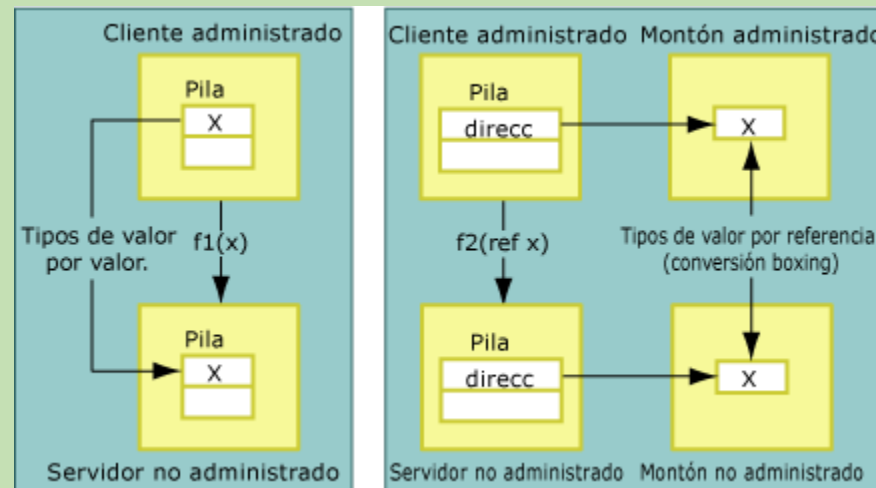 Cliente administrado
Pila
X
Tipos de valor
por valor.
f1(x)
Pila
X
Servidor no administrado
Cliente administrado
Montón administrado
Pila
direcc
X
f2(ref x)
Tipos de valor por referencia
(conversión boxing)
Pila
direcc
X
Servidor no administrado
Montón no administrado